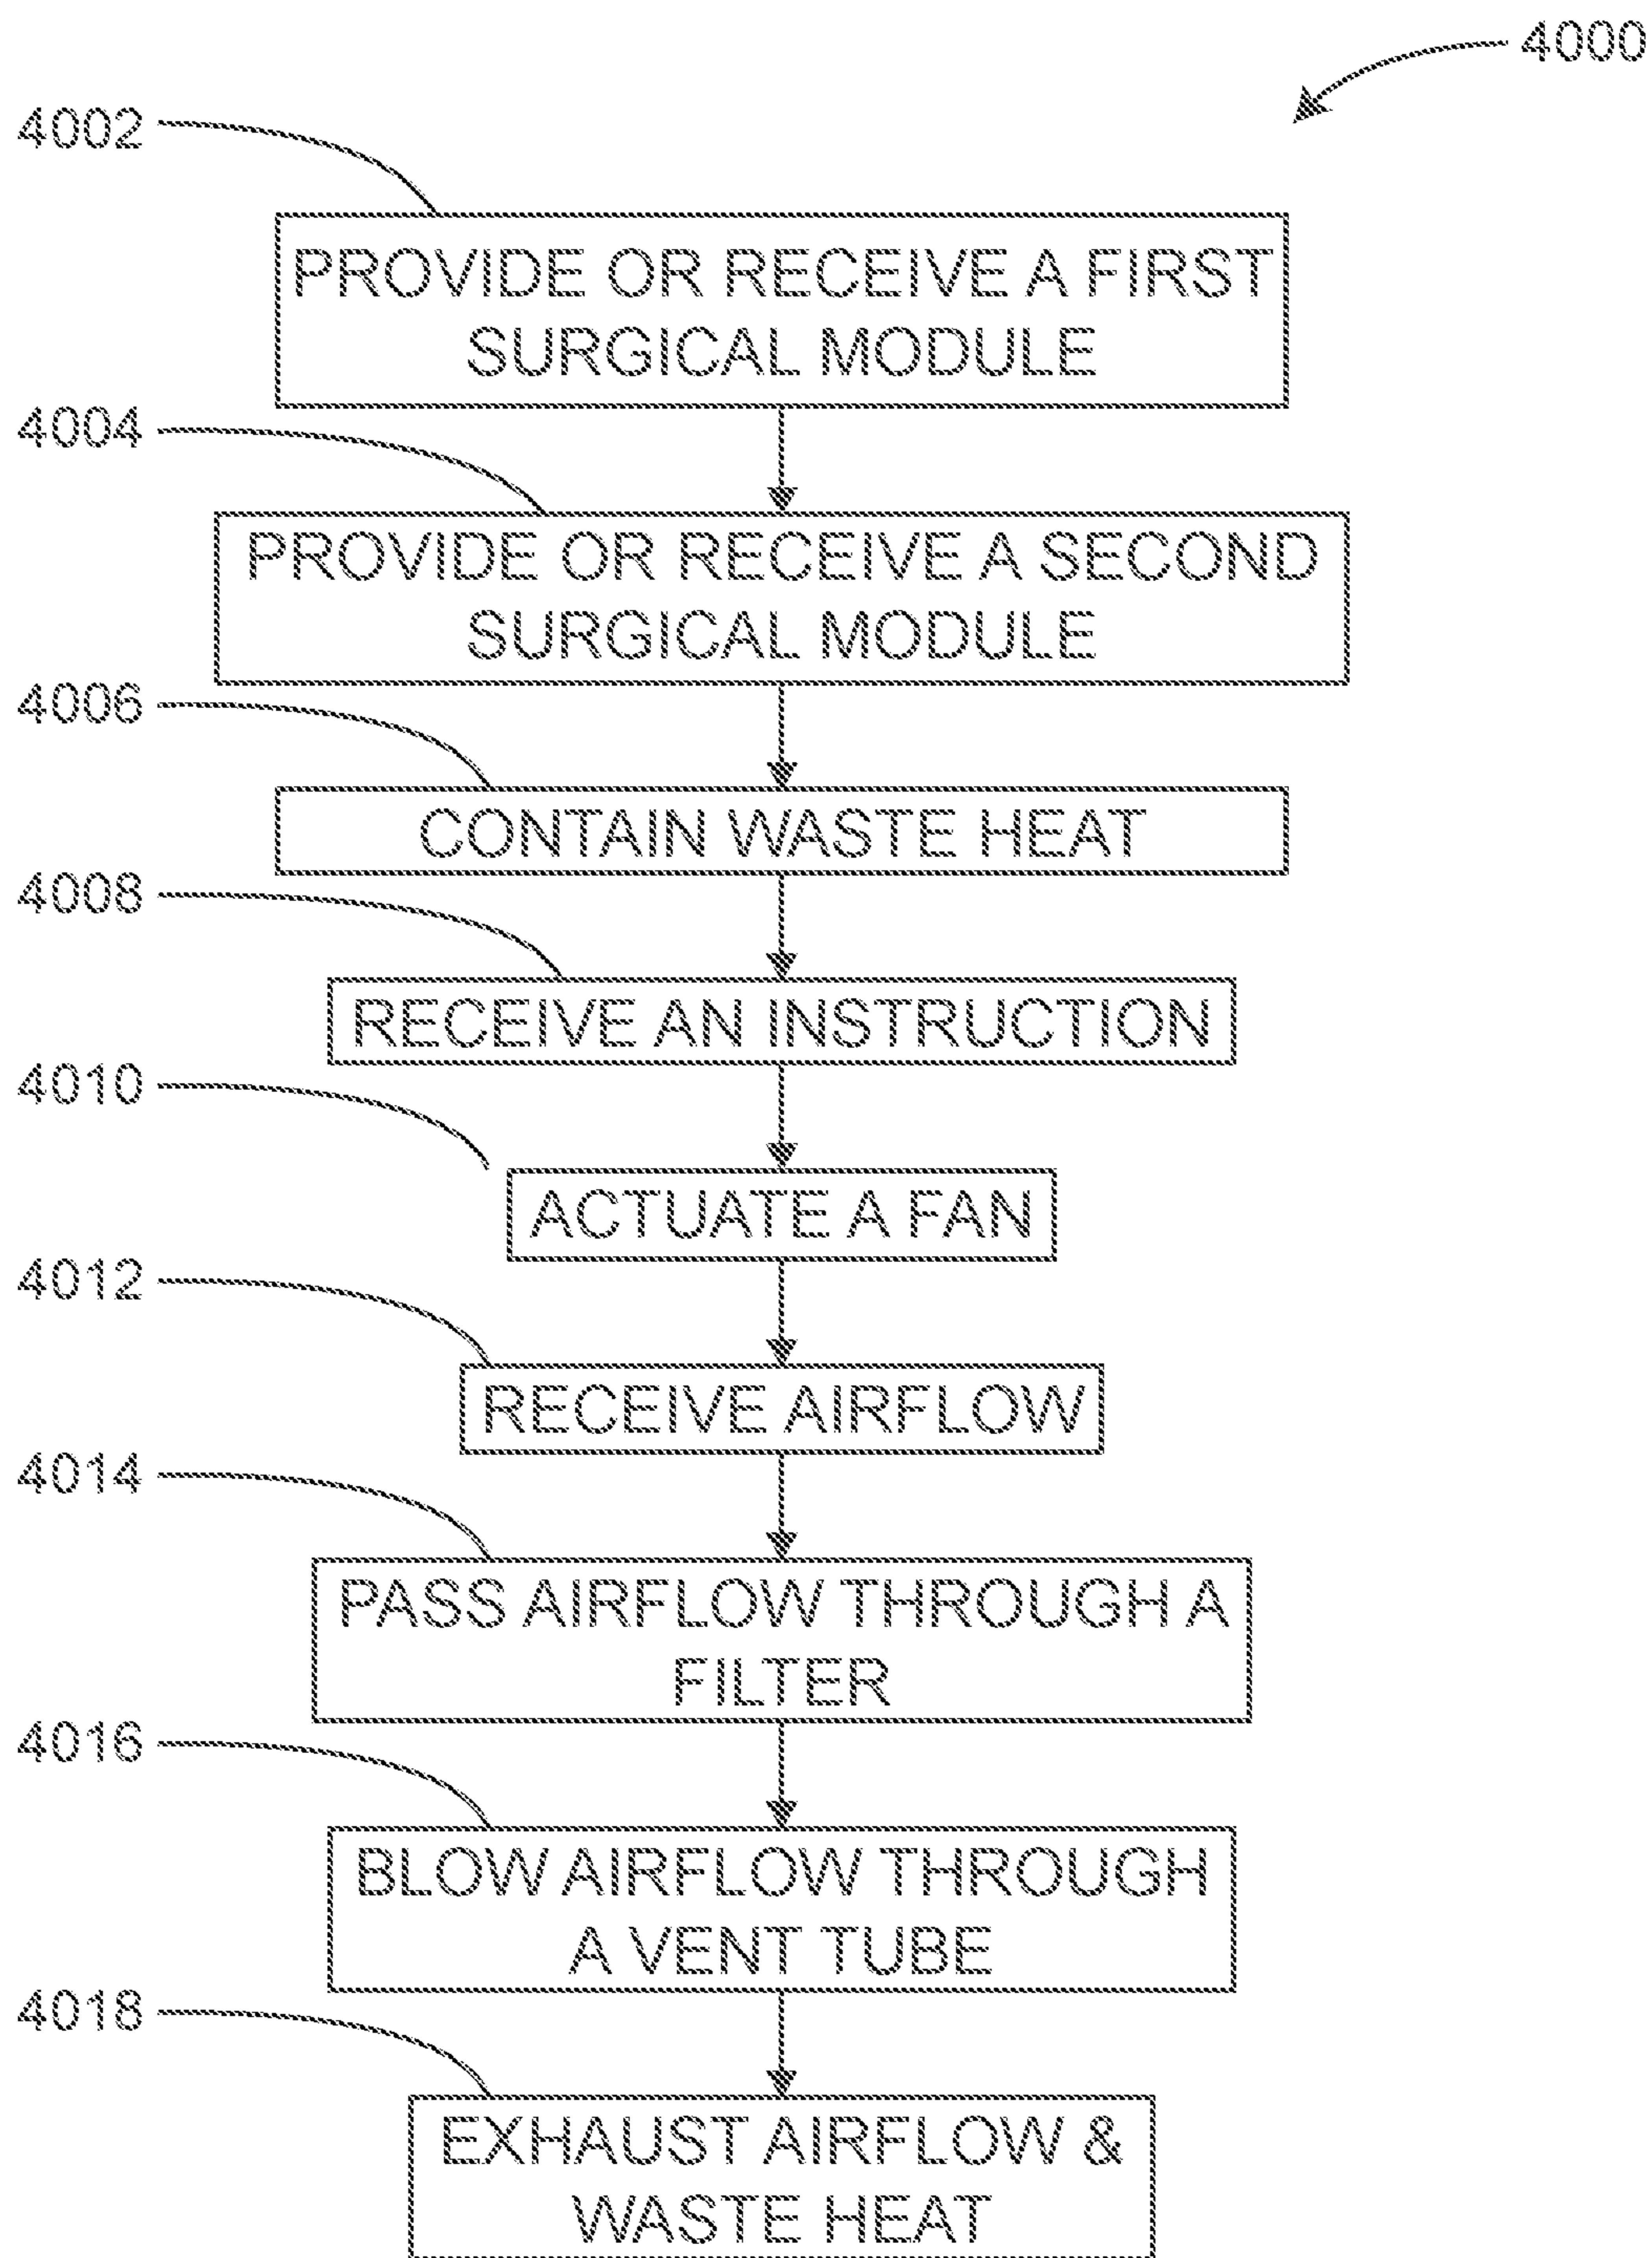 4000
4002
PROVIDE OR RECEIVE A FIRST
SURGICAL MODULE
4004
PROVIDE OR RECEIVE A SECOND
SURGICAL MODULE
4006
CONTAIN WASTE HEAT
4008
RECEIVE AN INSTRUCTION
4010
ACTUATE A FAN
4012
RECEIVE AIRFLOW
4014
PASS AIRFLOW THROUGH A
FILTER
4016
BLOW AIRFLOW THROUGH
A VENT TUBE
4018
EXHAUST AIRFLOW &
WASTE HEAT